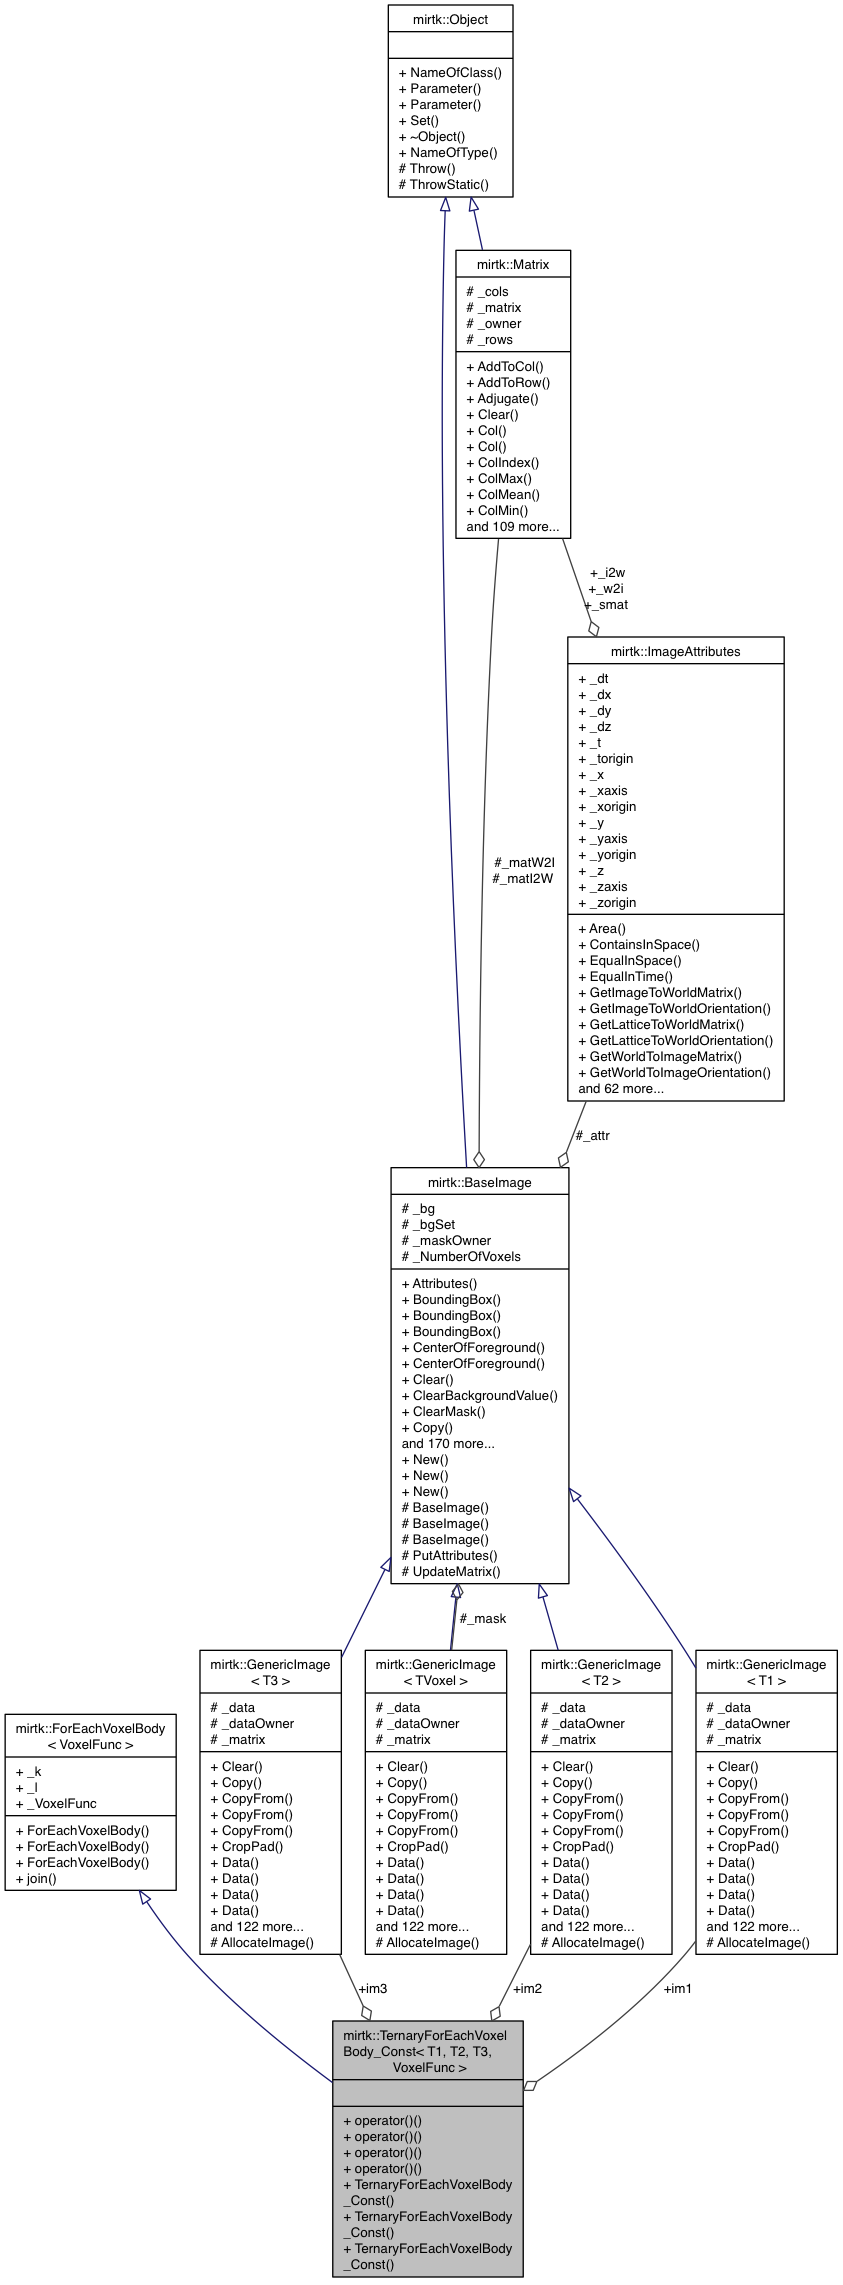 mirtk::Object
+ NameOfClass()
+ Parameter()
+ Parameter()
+ Set()
+ ~Object()
+ NameOfType()
# Throw()
# ThrowStatic()
mirtk::Matrix
# _cols
# _matrix
# _owner
# _rows
+ AddToCol()
+ AddToRow()
+ Adjugate()
+ Clear()
+ Col()
+ Col()
+ ColIndex()
+ ColMax()
+ ColMean()
+ ColMin()
and 109 more...
+_i2w
+_w2i
+_smat
mirtk::ImageAttributes
+ _dt
+ _dx
+ _dy
+ _dz
+ _t
+ _torigin
+ _x
+ _xaxis
+ _xorigin
+ _y
+ _yaxis
+ _yorigin
+ _z
+ _zaxis
+ _zorigin
+ Area()
+ ContainsInSpace()
+ EqualInSpace()
+ EqualInTime()
+ GetImageToWorldMatrix()
+ GetImageToWorldOrientation()
+ GetLatticeToWorldMatrix()
+ GetLatticeToWorldOrientation()
+ GetWorldToImageMatrix()
+ GetWorldToImageOrientation()
and 62 more...
#_matW2I
#_matI2W
#_attr
mirtk::BaseImage
# _bg
# _bgSet
# _maskOwner
# _NumberOfVoxels
+ Attributes()
+ BoundingBox()
+ BoundingBox()
+ BoundingBox()
+ CenterOfForeground()
+ CenterOfForeground()
+ Clear()
+ ClearBackgroundValue()
+ ClearMask()
+ Copy()
and 170 more...
+ New()
+ New()
+ New()
# BaseImage()
# BaseImage()
# BaseImage()
# PutAttributes()
# UpdateMatrix()
#_mask
mirtk::ForEachVoxelBody
< VoxelFunc >
+ _k
+ _l
+ _VoxelFunc
+ ForEachVoxelBody()
+ ForEachVoxelBody()
+ ForEachVoxelBody()
+ join()
mirtk::GenericImage
< T3 >
# _data
# _dataOwner
# _matrix
+ Clear()
+ Copy()
+ CopyFrom()
+ CopyFrom()
+ CopyFrom()
+ CropPad()
+ Data()
+ Data()
+ Data()
+ Data()
and 122 more...
# AllocateImage()
mirtk::GenericImage
< TVoxel >
# _data
# _dataOwner
# _matrix
+ Clear()
+ Copy()
+ CopyFrom()
+ CopyFrom()
+ CopyFrom()
+ CropPad()
+ Data()
+ Data()
+ Data()
+ Data()
and 122 more...
# AllocateImage()
mirtk::GenericImage
< T2 >
# _data
# _dataOwner
# _matrix
+ Clear()
+ Copy()
+ CopyFrom()
+ CopyFrom()
+ CopyFrom()
+ CropPad()
+ Data()
+ Data()
+ Data()
+ Data()
and 122 more...
# AllocateImage()
mirtk::GenericImage
< T1 >
# _data
# _dataOwner
# _matrix
+ Clear()
+ Copy()
+ CopyFrom()
+ CopyFrom()
+ CopyFrom()
+ CropPad()
+ Data()
+ Data()
+ Data()
+ Data()
and 122 more...
# AllocateImage()
+im3
+im2
+im1
mirtk::TernaryForEachVoxel
Body_Const< T1, T2, T3,
VoxelFunc >
+ operator()()
+ operator()()
+ operator()()
+ operator()()
+ TernaryForEachVoxelBody
_Const()
+ TernaryForEachVoxelBody
_Const()
+ TernaryForEachVoxelBody
_Const()